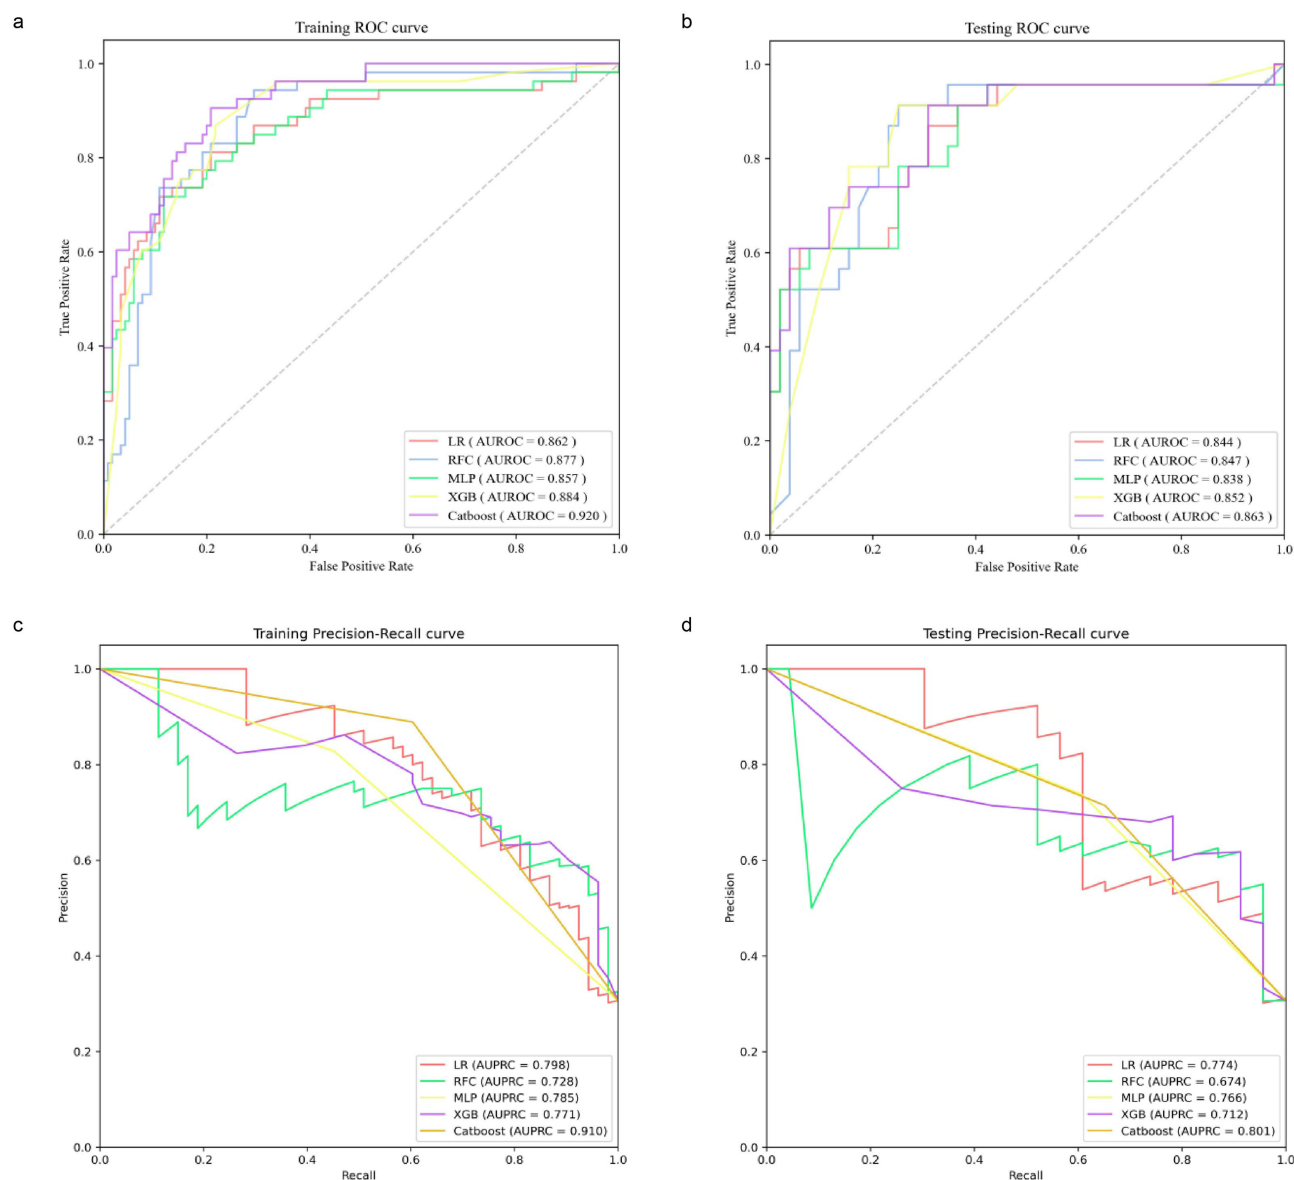 a
Training ROC curve
True Positive Rate
1.0
0.8
0.6
0.4
0.2
0.0
LR ( AUROC = 0.862 )
RFC ( AUROC = 0.877 )
MLP ( AUROC = 0.857 )
XGB ( AUROC = 0.884 )
Catboost ( AUROC = 0.920 )
0.0 0.2 0.4 0.6 0.8 1.0
False Positive Rate
b
Testing ROC curve
True Positive Rate
1.0
0.8
0.6
0.4
0.2
0.0
LR ( AUROC = 0.844 )
RFC ( AUROC = 0.847 )
MLP ( AUROC = 0.838 )
XGB ( AUROC = 0.852 )
Catboost ( AUROC = 0.863 )
0.0 0.2 0.4 0.6 0.8 1.0
False Positive Rate
c
Training Precision-Recall curve
Precision
1.0
0.8
0.6
0.4
0.2
0.0
LR (AUPRC = 0.798)
RFC (AUPRC = 0.728)
MLP (AUPRC = 0.785)
XGB (AUPRC = 0.771)
Catboost (AUPRC = 0.910)
0.0 0.2 0.4 0.6 0.8 1.0
Recall
d
Testing Precision-Recall curve
Precision
1.0
0.8
0.6
0.4
0.2
0.0
LR (AUPRC = 0.774)
RFC (AUPRC = 0.674)
MLP (AUPRC = 0.766)
XGB (AUPRC = 0.712)
Catboost (AUPRC = 0.801)
0.0 0.2 0.4 0.6 0.8 1.0
Recall